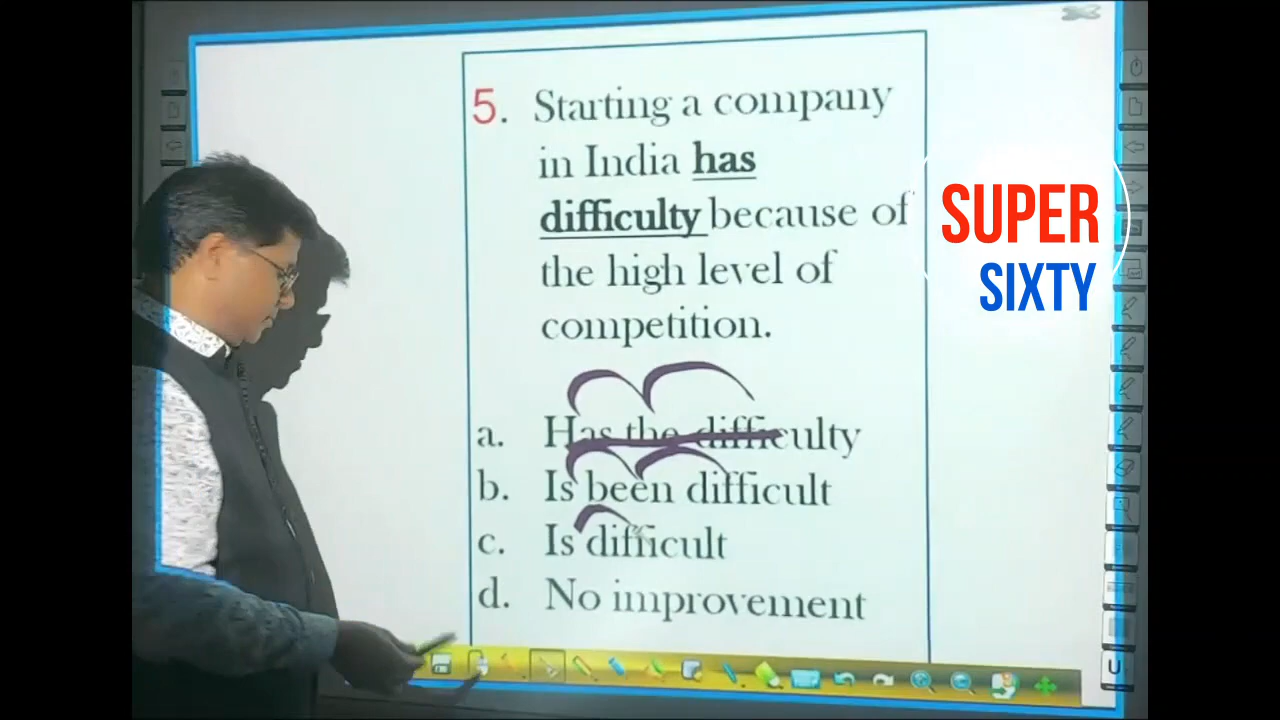 5. Starting a company
in India has
difficulty because of
the high level of
competition.
a. Has the difficulty
b. Is been difficult
c. Is difficult
d. No improvement
SUPER
SIXTY
U